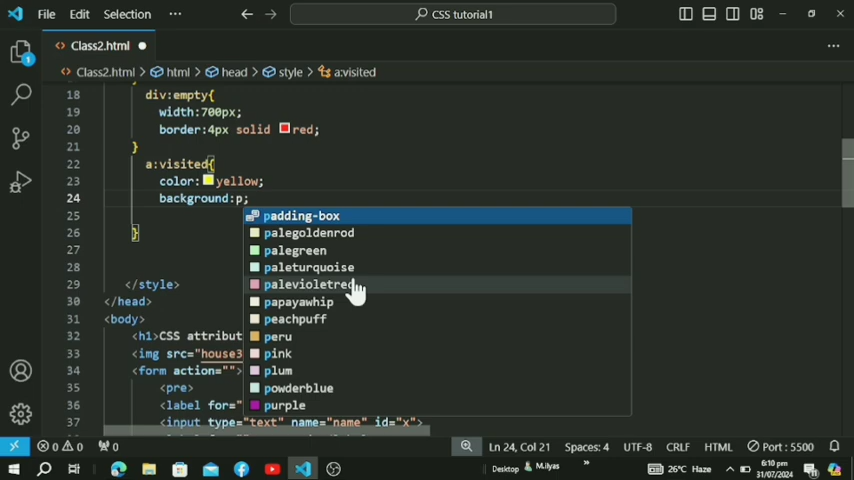 File Edit Selection ··· CSS tutorial1
Class2.html
Class2.html > html > head > style > a:visited
18 div:empty{
19 width:700px;
20 border:4px solid red;
21 }
22 a:visited{
23 color: yellow;
24 background:p;
25 padding-box
26 } palegoldenrod
27 palegreen
28 paleturquoise
29 </style> palevioletred
30 </head> papayawhip
31 <body> peachpuff
32 <h1>CSS attribut peru
33 <img src="house3 pink
34 <form action=""> plum
35 <pre> powderblue
36 <label for=" purple
37 <input type="text" name="name" id="x">
1
0 0 0 Ln 24, Col 21 Spaces: 4 UTF-8 CRLF HTML Port : 5500
Desktop M.ilyas » 26°C Haze 6:10 pm
31/07/2024